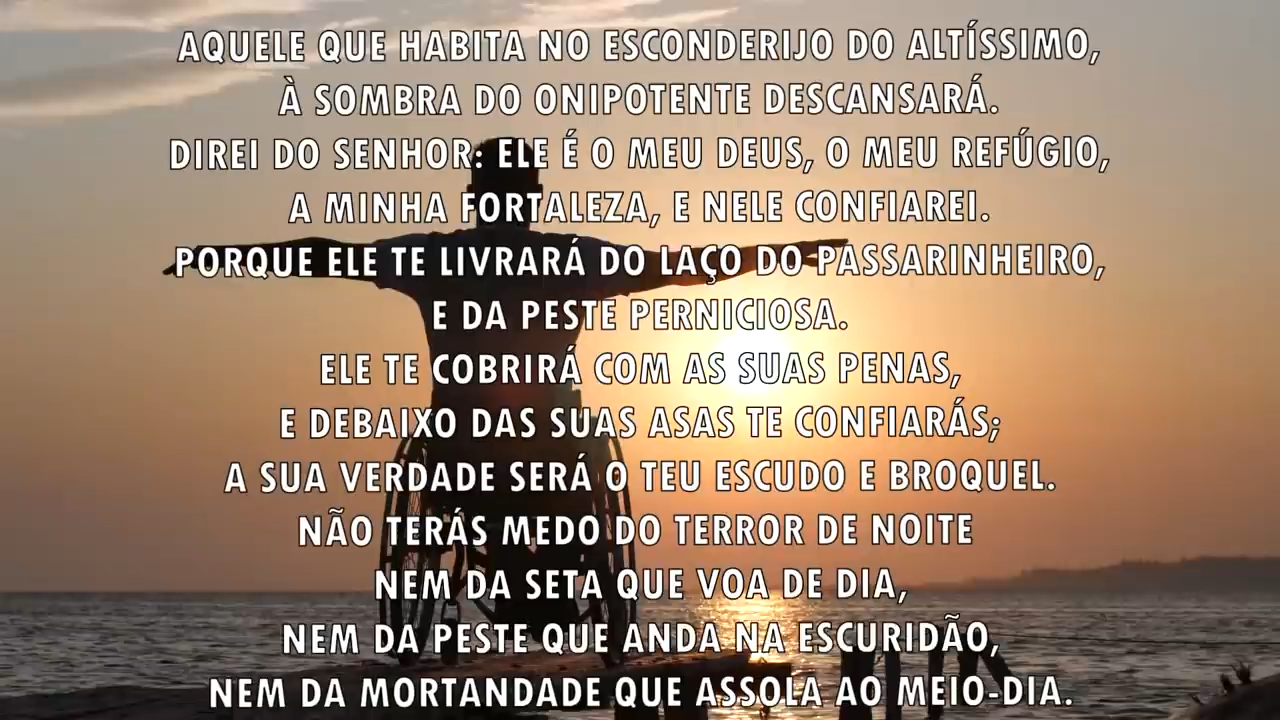 AQUELE QUE HABITA NO ESCONDERIJO DO ALTÍSSIMO,
À SOMBRA DO ONIPOTENTE DESCANSARÁ.
DIREI DO SENHOR: ELE É O MEU DEUS, O MEU REFÚGIO,
A MINHA FORTALEZA, E NELE CONFIAREI.
PORQUE ELE TE LIVRARÁ DO LAÇO DO PASSARINHEIRO,
E DA PESTE PERNICIOSA.
ELE TE COBRIRÁ COM AS SUAS PENAS,
E DEBAIXO DAS SUAS ASAS TE CONFIARÁS;
A SUA VERDADE SERÁ O TEU ESCUDO E BROQUEL.
NÃO TERÁS MEDO DO TERROR DE NOITE
NEM DA SETA QUE VOA DE DIA,
NEM DA PESTE QUE ANDA NA ESCURIDÃO,
NEM DA MORTANDADE QUE ASSOLA AO MEIO-DIA.